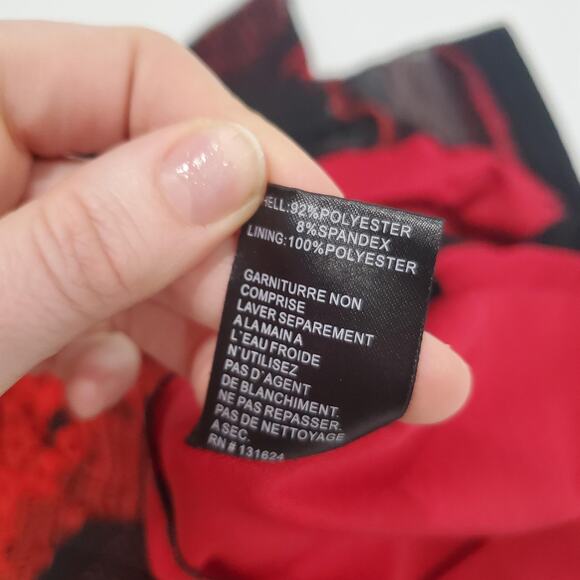 HELL:92%POLYESTER
8%SPANDEX
LINING:100%POLYESTER
GARNITURRE NON
COMPRISE
LAVER SEPAREMENT
A LA MAIN A
L'EAU FROIDE
N'UTILISEZ
PAS D'AGENT
DE BLANCHIMENT.
NE PAS REPASSER.
PAS DE NETTOYAGE
A SEC.
RN # 131624